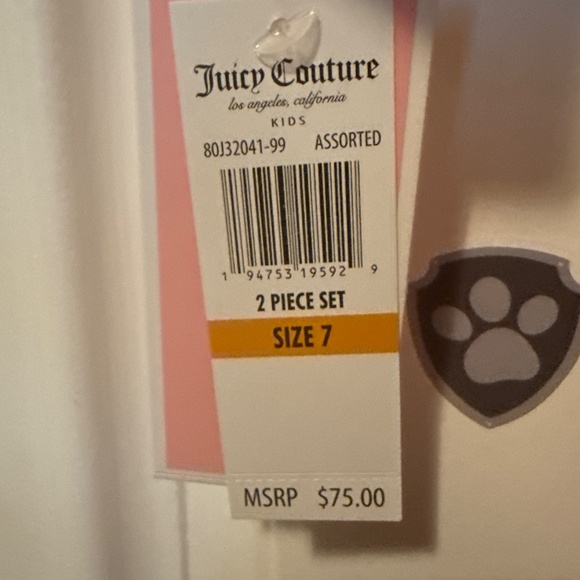 Juicy Couture
los angeles, california
KIDS
80J32041-99 ASSORTED
1 94753 19592 9
2 PIECE SET
SIZE 7
MSRP $75.00